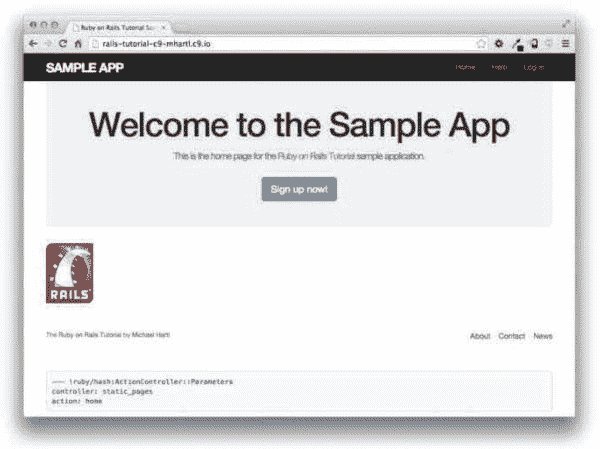 Ruby on Rails Tutorial Sa
rails-tutorial-c9-mhartl.c9.io
SAMPLE APP
Home Help Log in
Welcome to the Sample App
This is the home page for the Ruby on Rails Tutorial sample application.
Sign up now!
RAILS
The Ruby on Rails Tutorial by Michael Hartl
About Contact News
--- !ruby/hash:ActionController::Parameters
controller: static_pages
action: home